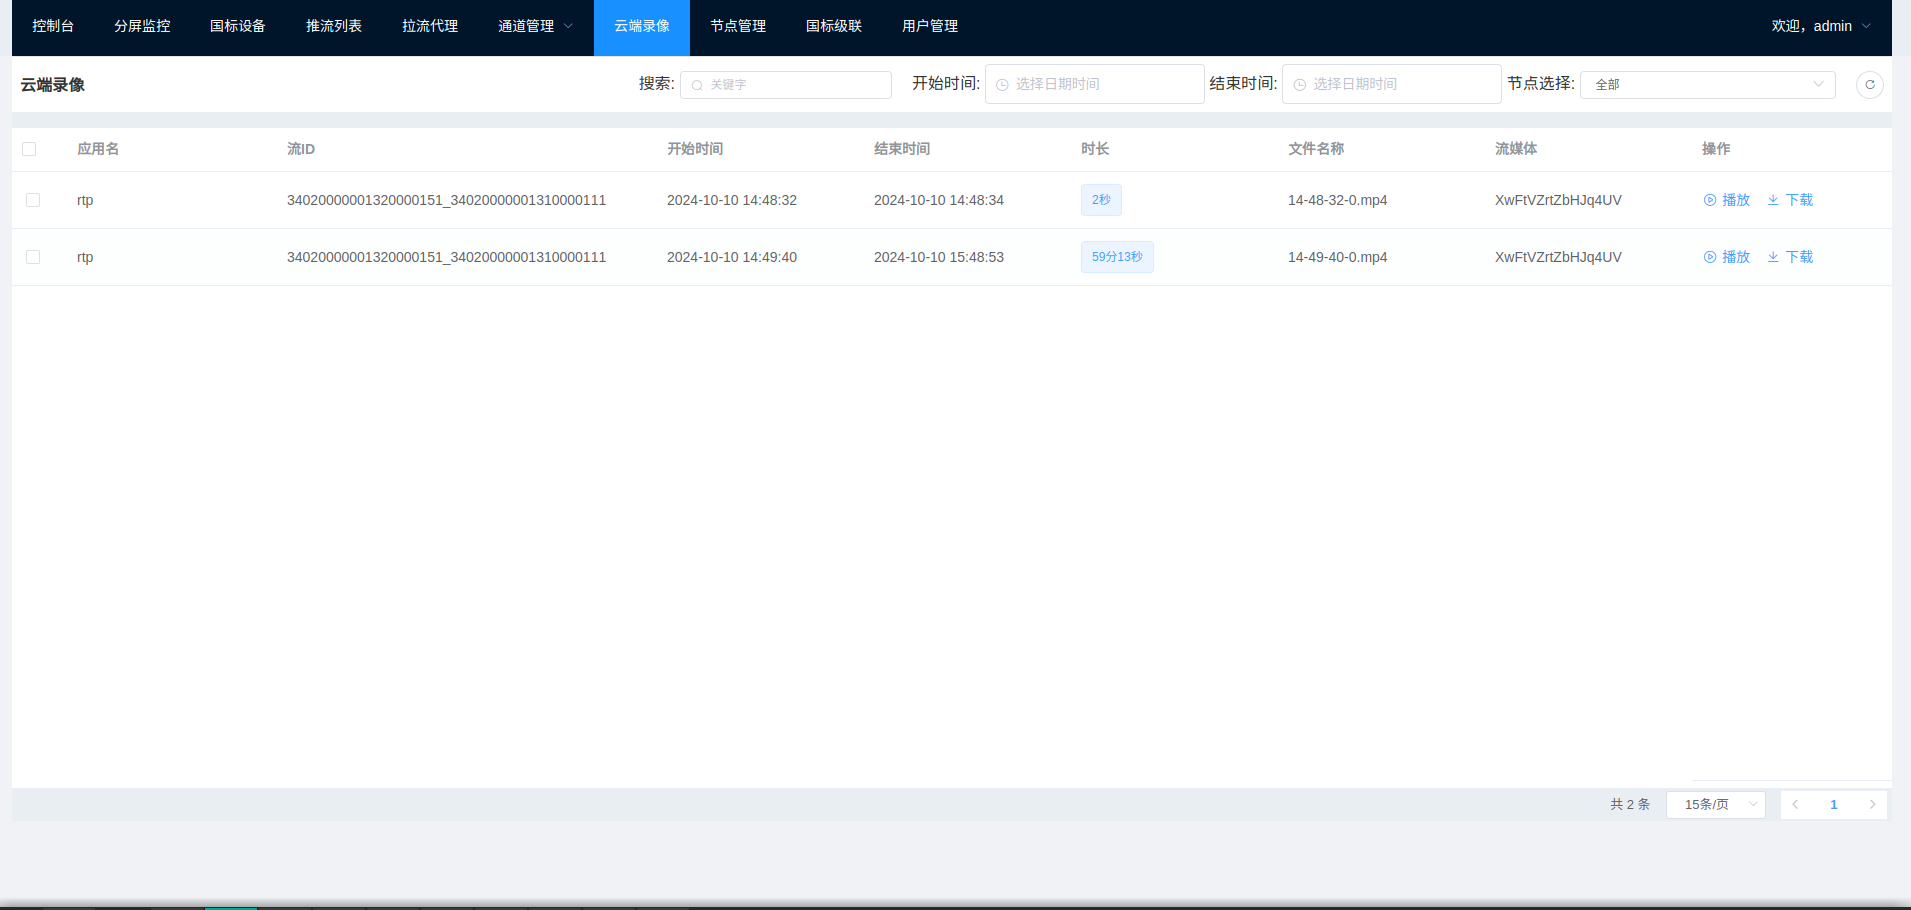 控制台 分屏监控 国标设备 推流列表 拉流代理 通道管理 云端录像 节点管理 国标级联 用户管理 欢迎，admin
云端录像 搜索: 关键字 开始时间: 选择日期时间 结束时间: 选择日期时间 节点选择: 全部
应用名 流ID 开始时间 结束时间 时长 文件名称 流媒体 操作
rtp 34020000001320000151_34020000001310000111 2024-10-10 14:48:32 2024-10-10 14:48:34 2秒 14-48-32-0.mp4 XwFtVZrtZbHJq4UV 播放 下载
rtp 34020000001320000151_34020000001310000111 2024-10-10 14:49:40 2024-10-10 15:48:53 59分13秒 14-49-40-0.mp4 XwFtVZrtZbHJq4UV 播放 下载
共 2 条 15条/页 1